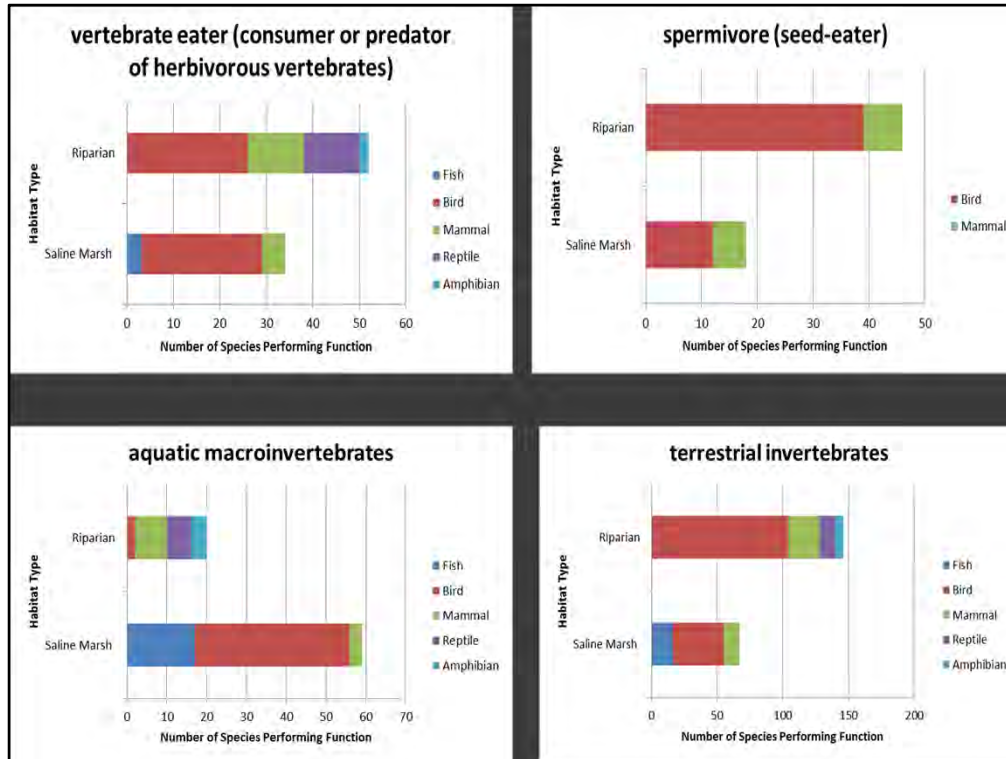 vertebrate eater (consumer or predator
of herbivorous vertebrates)
Habitat Type
Riparian
Saline Marsh
0 10 20 30 40 50 60
Number of Species Performing Function
Fish
Bird
Mammal
Reptile
Amphibian
spermivore (seed-eater)
Habitat Type
Riparian
Saline Marsh
0 10 20 30 40 50
Number of Species Performing Function
Bird
Mammal
aquatic macroinvertebrates
Habitat Type
Riparian
Saline Marsh
0 10 20 30 40 50 60 70
Number of Species Performing Function
Fish
Bird
Mammal
Reptile
Amphibian
terrestrial invertebrates
Habitat Type
Riparian
Saline Marsh
0 50 100 150 200
Number of Species Performing Function
Fish
Bird
Mammal
Reptile
Amphibian